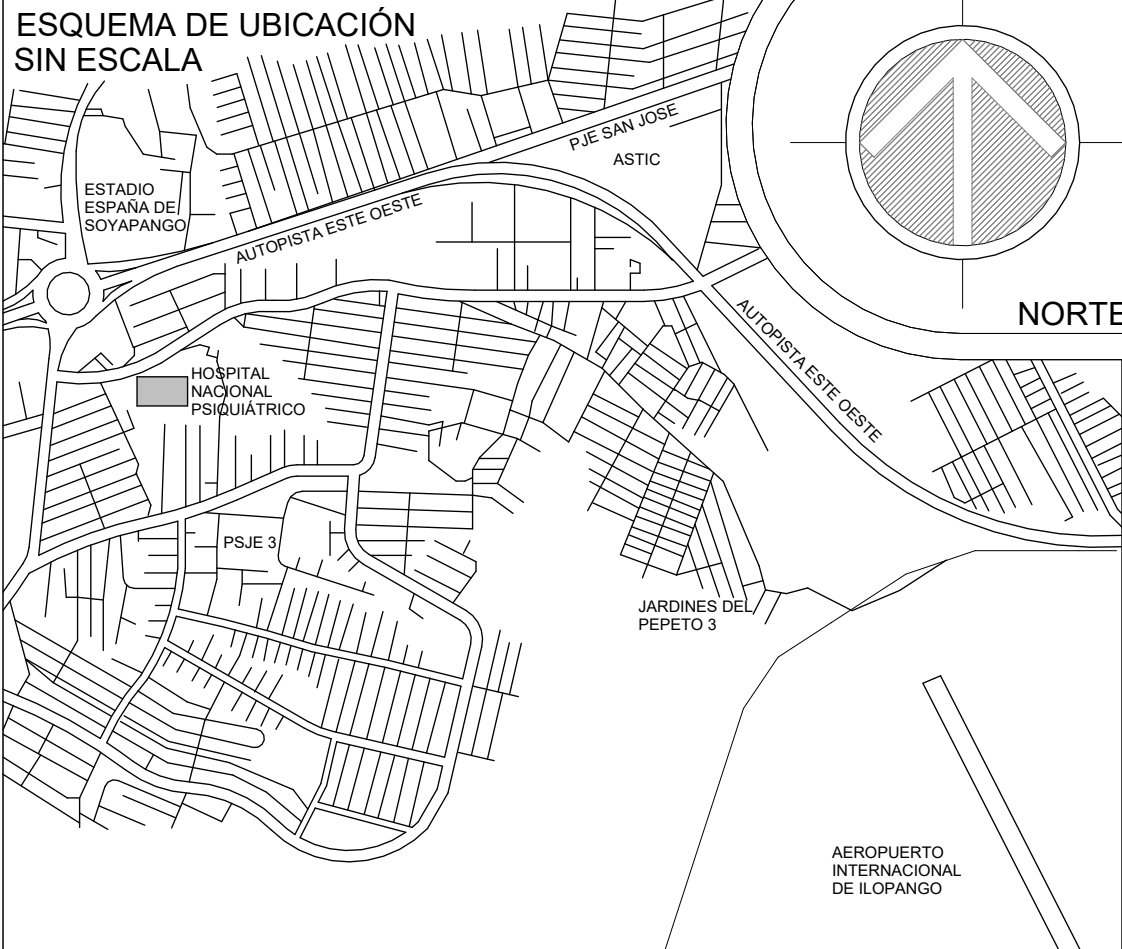 ESQUEMA DE UBICACIÓN
SIN ESCALA
PJE SAN JOSE
ASTIC
ESTADIO
ESPAÑA DE
SOYAPANGO
AUTOPISTA ESTE OESTE
NORTE
AUTOPISTA ESTE OESTE
HOSPITAL
NACIONAL
PSIQUIÁTRICO
PSJE 3
JARDINES DEL
PEPETO 3
AEROPUERTO
INTERNACIONAL
DE ILOPANGO